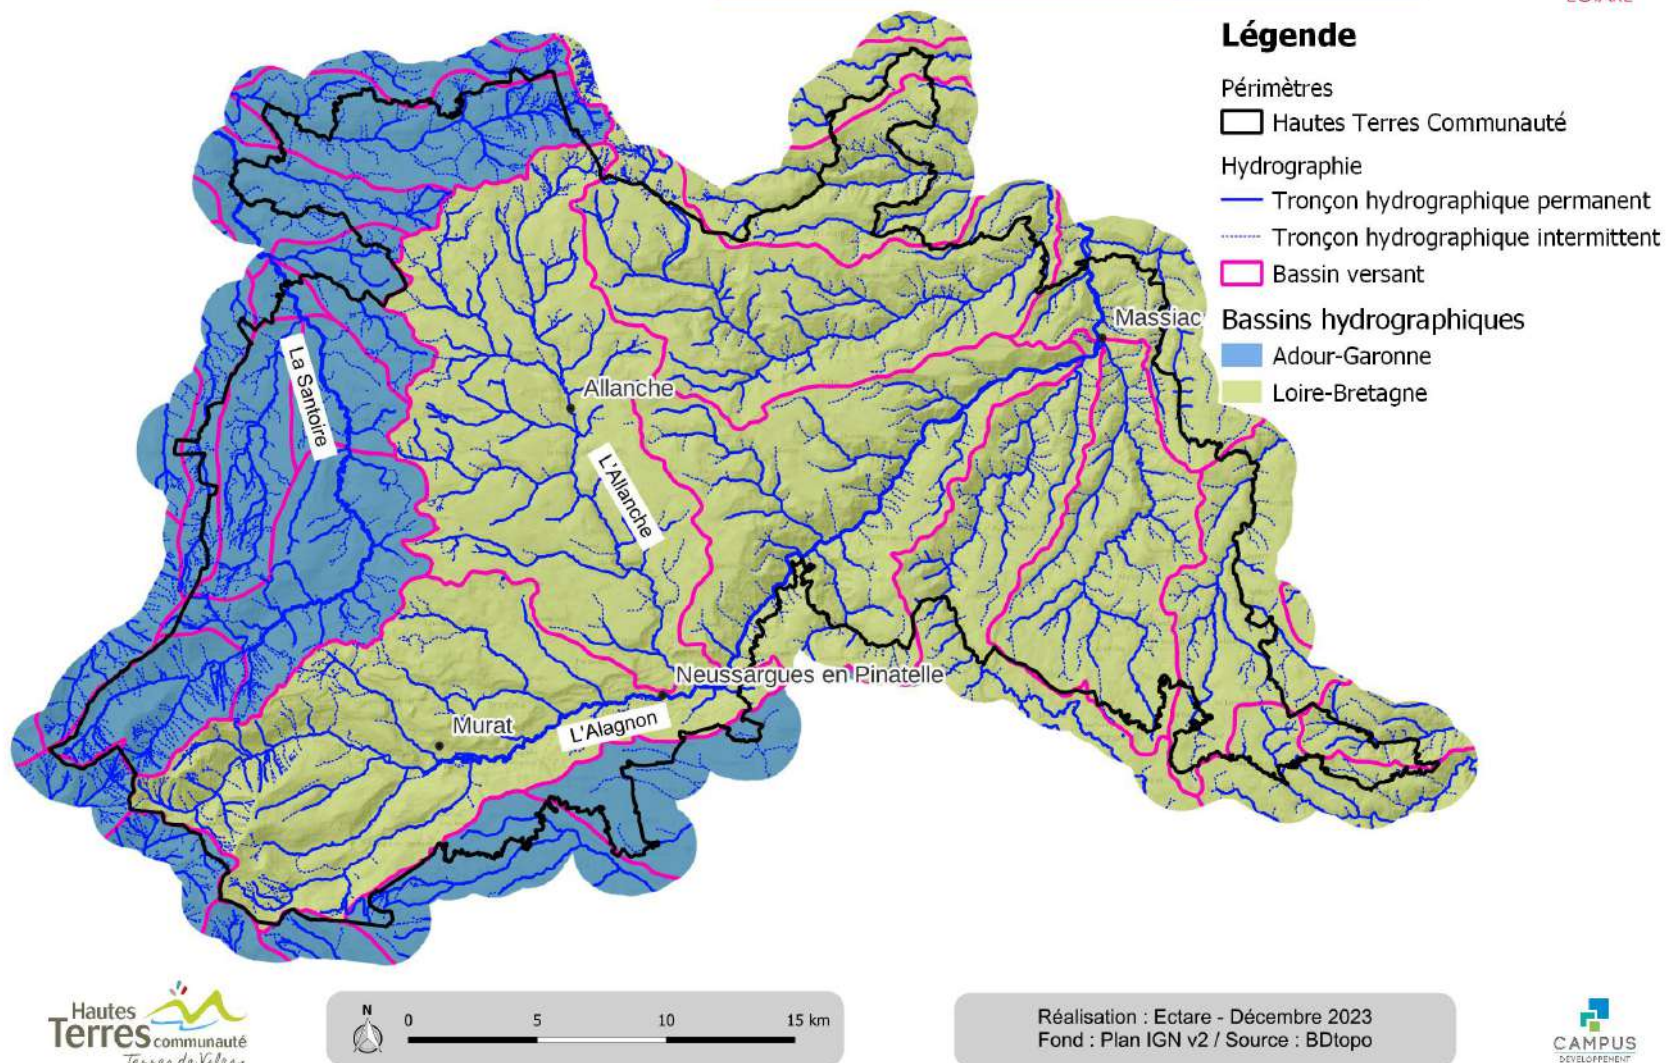 Légende
Périmètres
Hautes Terres Communauté
Hydrographie
Tronçon hydrographique permanent
Tronçon hydrographique intermittent
Bassin versant
Bassins hydrographiques
Adour-Garonne
Loire-Bretagne
Massiac
La Santoire
Allanche
L'Allanche
Neussargues en Pinatelle
Murat
L'Alagnon
Hautes
Terres communauté
N
0 5 10 15 km
Réalisation : Ectare - Décembre 2023
Fond : Plan IGN v2 / Source : BDtopo
CAMPUS
DÉVELOPPEMENT